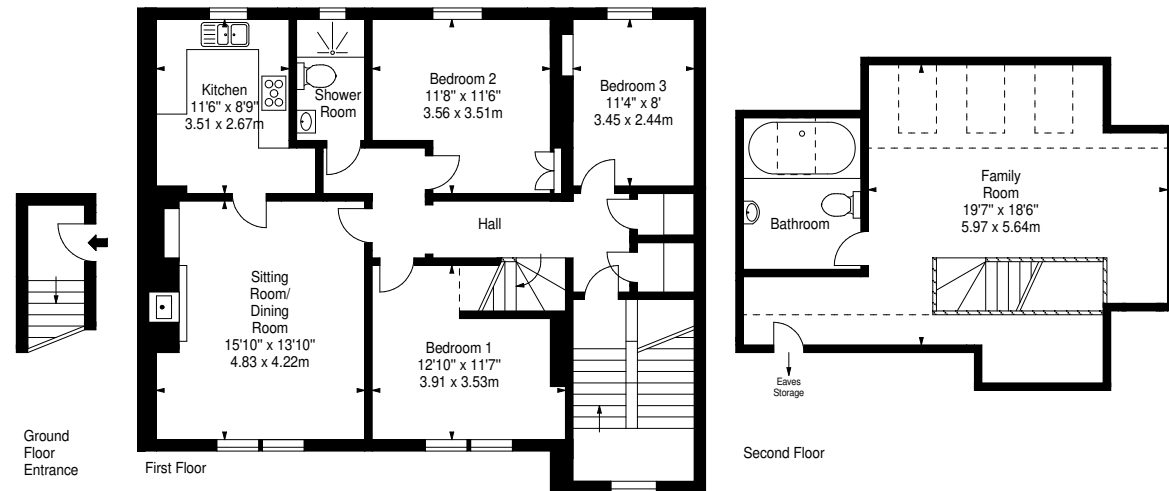 Kitchen
11'6" x 8'9"
3.51 x 2.67m
Shower
Room
Bedroom 2
11'8" x 11'6"
3.56 x 3.51m
Bedroom 3
11'4" x 8'
3.45 x 2.44m
Hall
Sitting
Room/
Dining
Room
15'10" x 13'10"
4.83 x 4.22m
Bedroom 1
12'10" x 11'7"
3.91 x 3.53m
Ground
Floor
Entrance
First Floor
Family
Room
19'7" x 18'6"
5.97 x 5.64m
Bathroom
Eaves
Storage
Second Floor